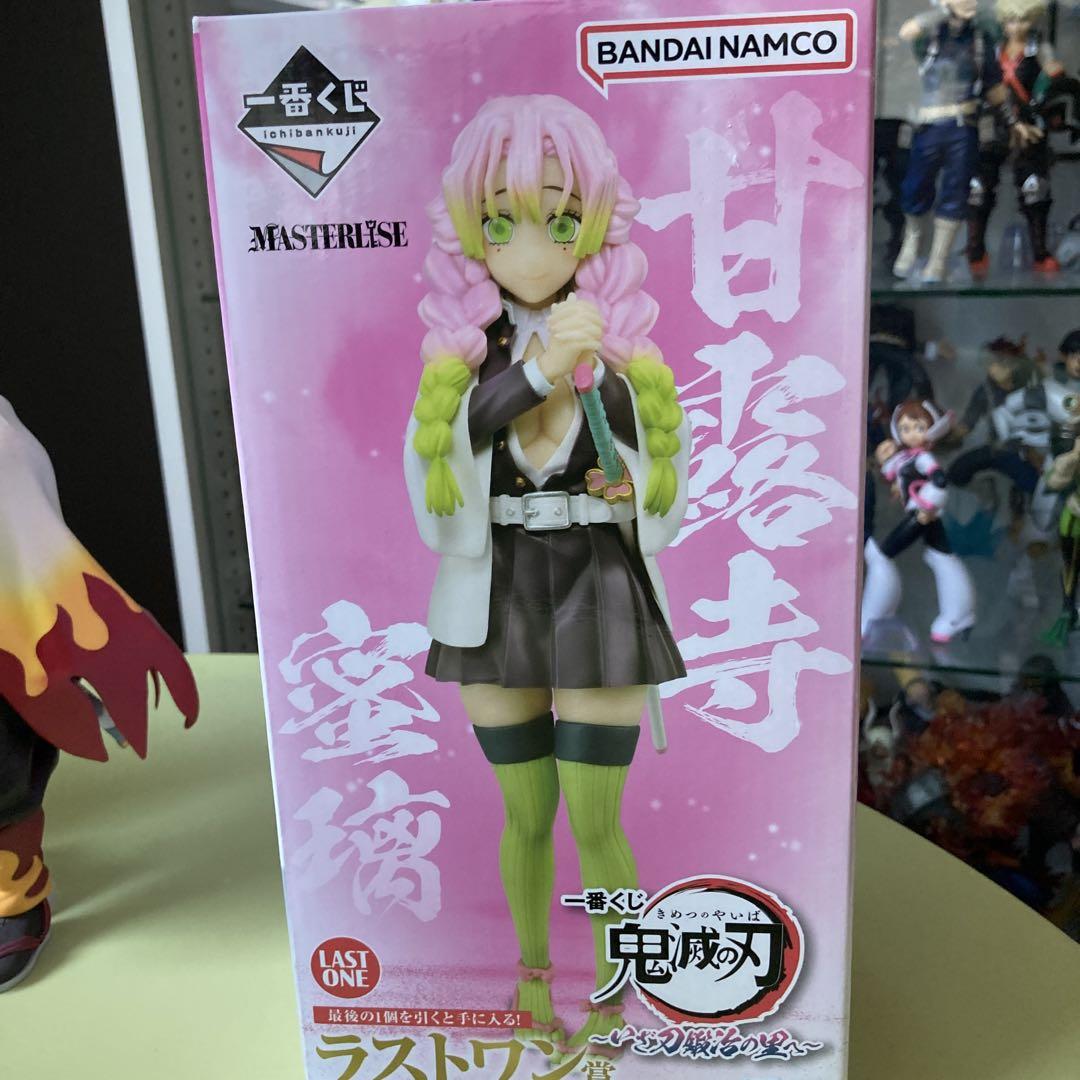 一番くじ
ichibankuji
BANDAI NAMCO
MASTERLISE
甘露寺
蜜璃
一番くじ
きめつのやいば
鬼滅の刃
～いざ刀鍛冶の里へ～
LAST
ONE
最後の1個を引くと手に入る!
ラストワン賞